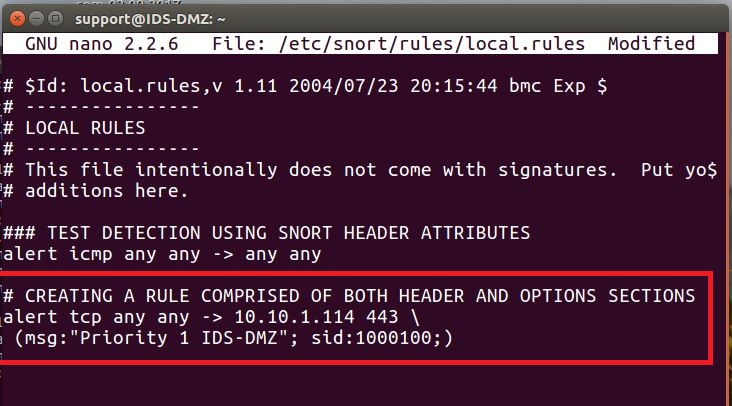 support@IDS-DMZ: ~
GNU nano 2.2.6 File: /etc/snort/rules/local.rules Modified
# $Id: local.rules,v 1.11 2004/07/23 20:15:44 bmc Exp $
# ----------------
# LOCAL RULES
# ----------------
# This file intentionally does not come with signatures.  Put yo$
# additions here.
### TEST DETECTION USING SNORT HEADER ATTRIBUTES
alert icmp any any -> any any
# CREATING A RULE COMPRISED OF BOTH HEADER AND OPTIONS SECTIONS
alert tcp any any -> 10.10.1.114 443 \
(msg:"Priority 1 IDS-DMZ"; sid:1000100;)